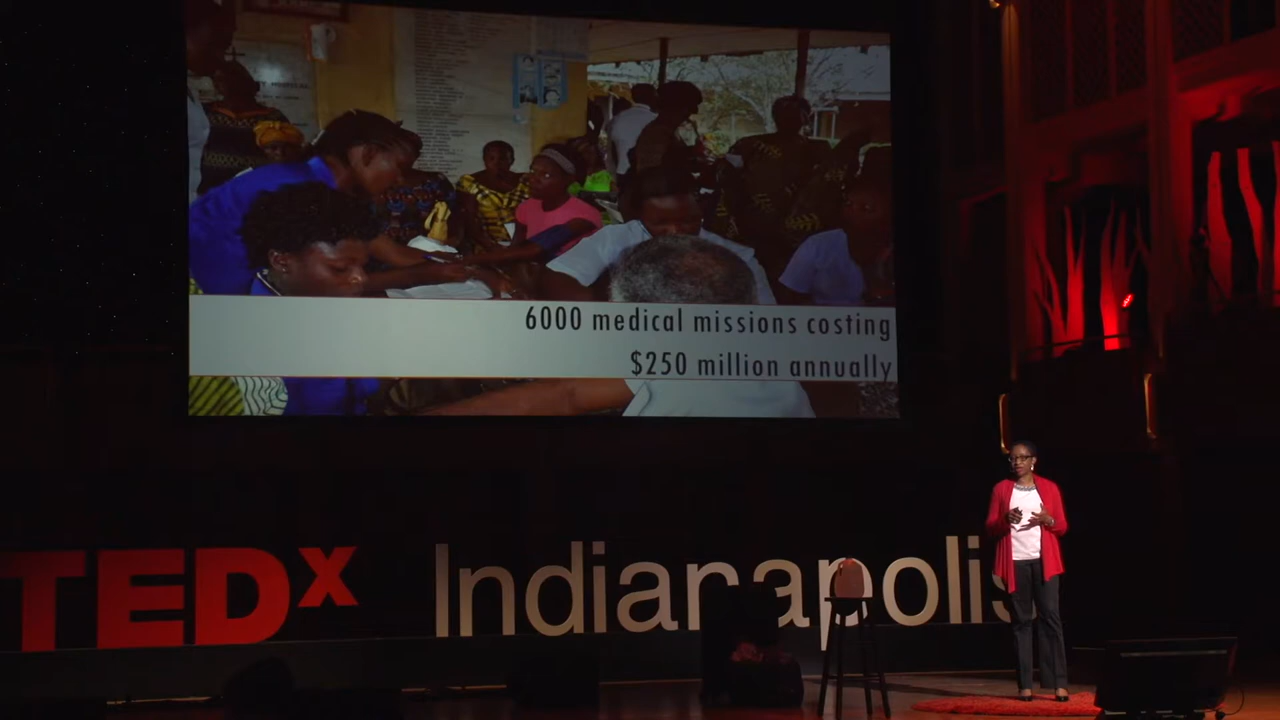 6000 medical missions costing
$250 million annually
TEDx Indianapolis